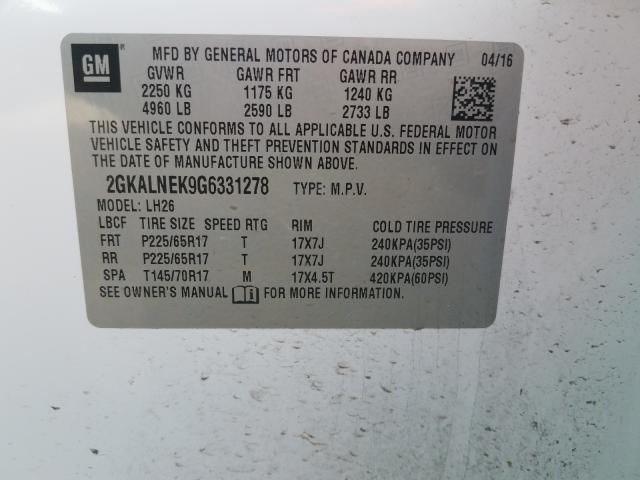 GM
MFD BY GENERAL MOTORS OF CANADA COMPANY 04/16
GVWR GAWR FRT GAWR RR
2250 KG 1175 KG 1240 KG
4960 LB 2590 LB 2733 LB
THIS VEHICLE CONFORMS TO ALL APPLICABLE U.S. FEDERAL MOTOR
VEHICLE SAFETY AND THEFT PREVENTION STANDARDS IN EFFECT ON
THE DATE OF MANUFACTURE SHOWN ABOVE.
2GKALNEK9G6331278 TYPE: M.P.V.
MODEL: LH26
LBCF TIRE SIZE SPEED RTG RIM COLD TIRE PRESSURE
FRT P225/65R17 T 17X7J 240KPA(35PSI)
RR P225/65R17 T 17X7J 240KPA(35PSI)
SPA T145/70R17 M 17X4.5T 420KPA(60PSI)
SEE OWNER'S MANUAL FOR MORE INFORMATION.